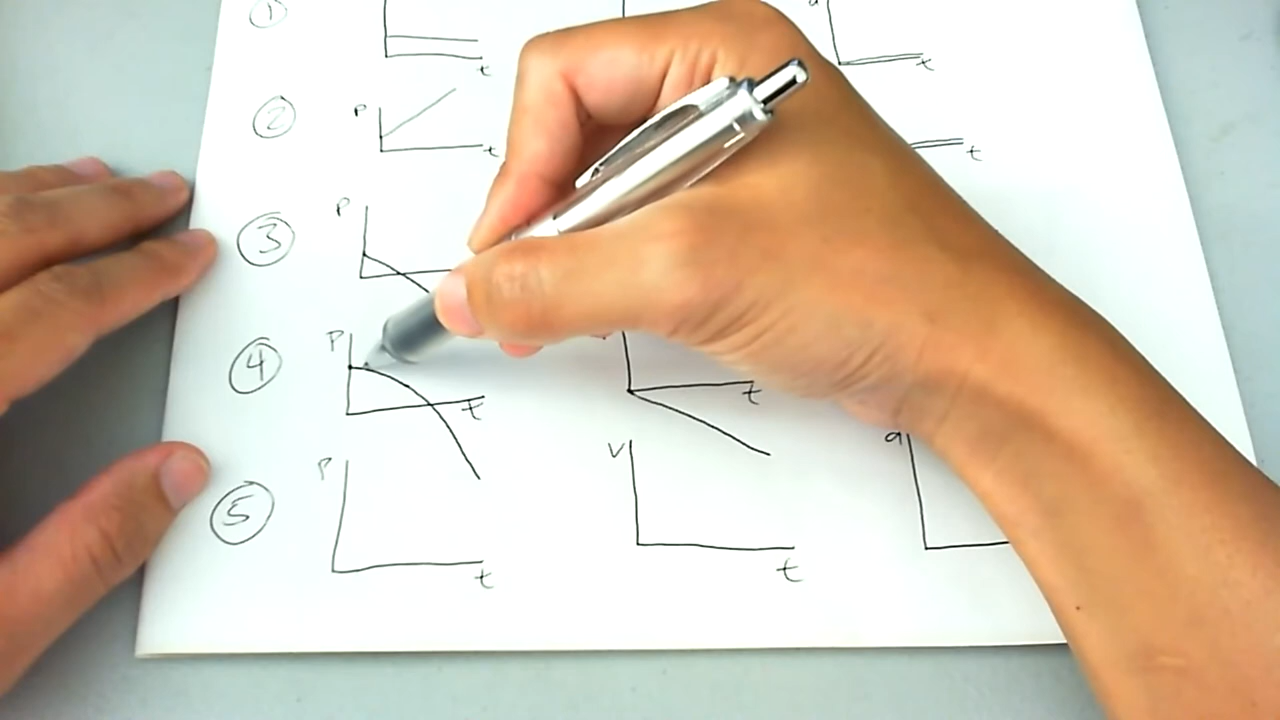 ① t a t
② P t t
③ P
④ P t t
a
⑤ P t V t